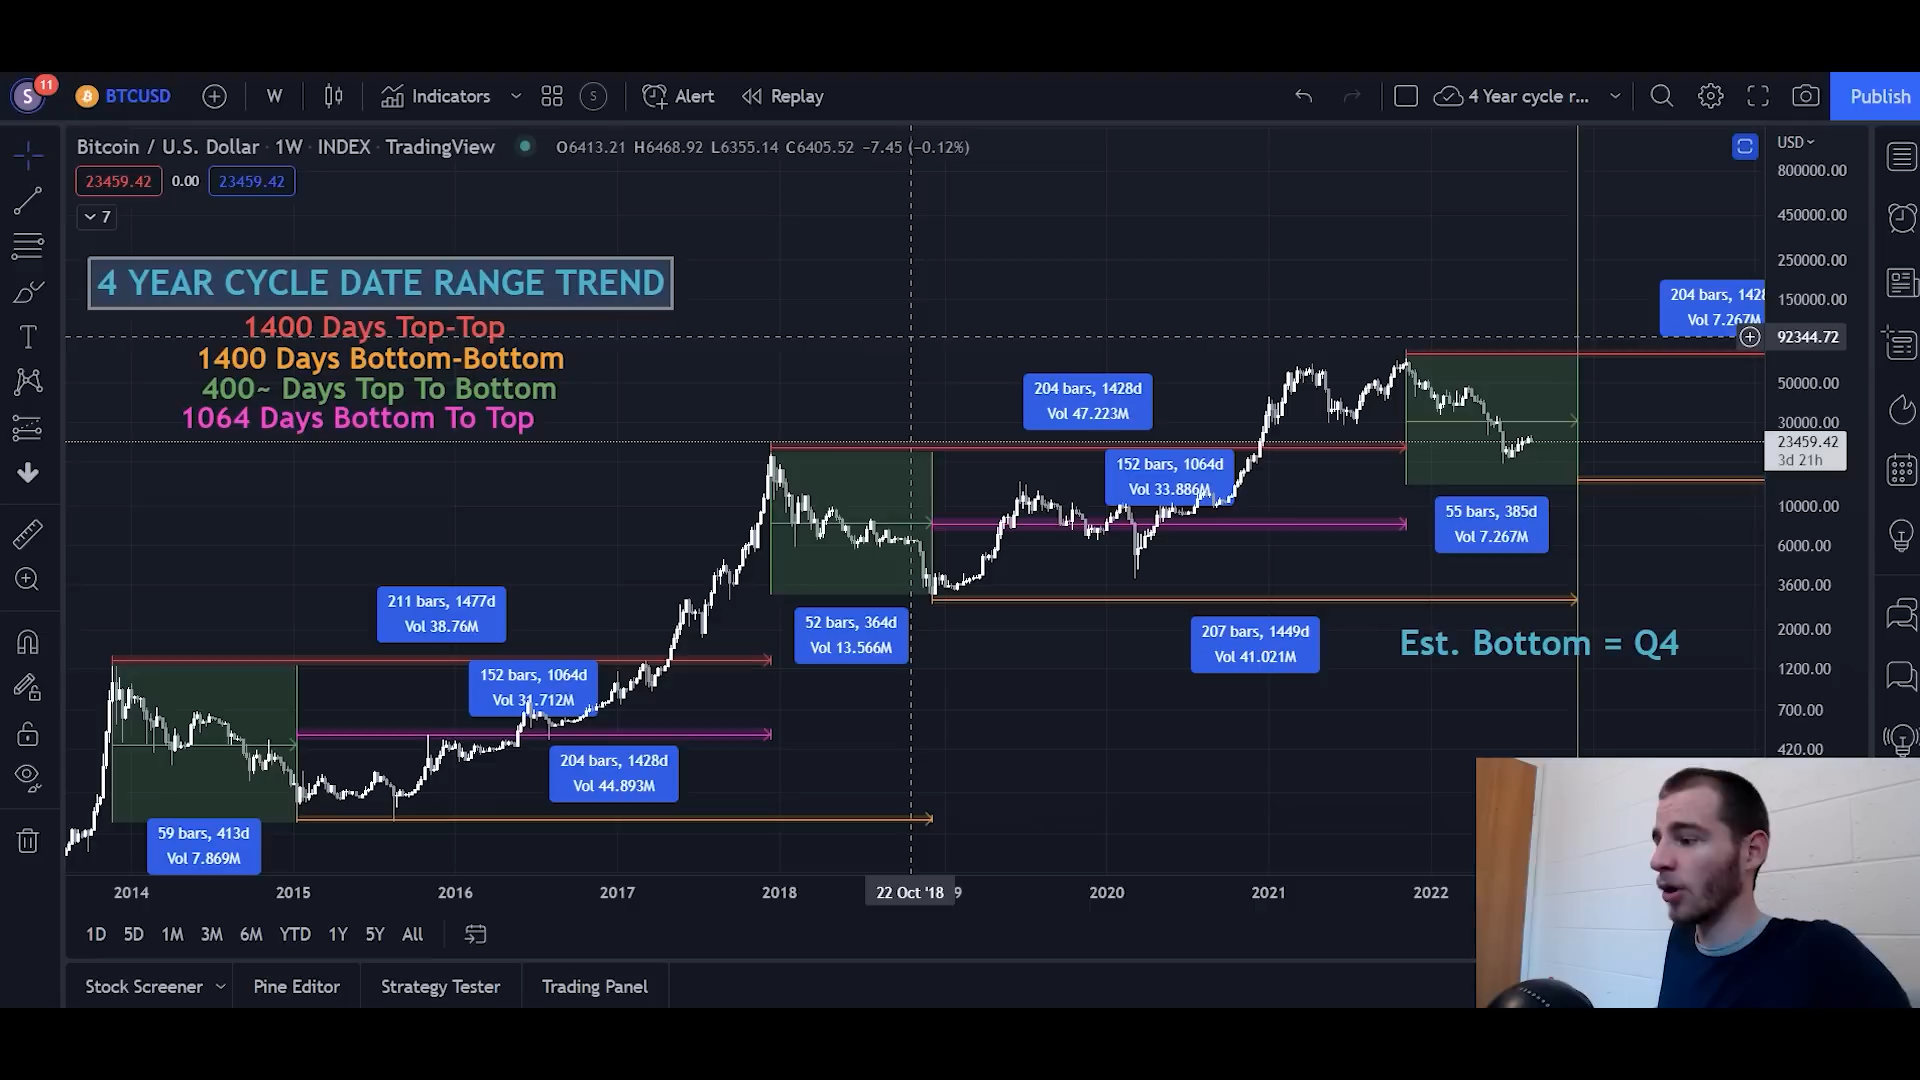 S 11 BTCUSD W Indicators S Alert Replay 4 Year cycle r... Publish
Bitcoin / U.S. Dollar · 1W · INDEX · TradingView O6413.21 H6468.92 L6355.14 C6405.52 −7.45 (−0.12%) USD
23459.42 0.00 23459.42
7
4 YEAR CYCLE DATE RANGE TREND
1400 Days Top-Top
1400 Days Bottom-Bottom
400~ Days Top To Bottom
1064 Days Bottom To Top
800000.00
450000.00
250000.00
150000.00
92344.72
50000.00
30000.00
23459.42
3d 21h
10000.00
6000.00
3600.00
2000.00
1200.00
700.00
420.00
204 bars, 1428
Vol 7.267M
204 bars, 1428d
Vol 47.223M
152 bars, 1064d
Vol 33.886M
55 bars, 385d
Vol 7.267M
211 bars, 1477d
Vol 38.76M
52 bars, 364d
Vol 13.566M
207 bars, 1449d
Vol 41.021M
Est. Bottom = Q4
152 bars, 1064d
Vol 31.712M
204 bars, 1428d
Vol 44.893M
59 bars, 413d
Vol 7.869M
2014 2015 2016 2017 2018 22 Oct '18 9 2020 2021 2022
1D 5D 1M 3M 6M YTD 1Y 5Y All
Stock Screener Pine Editor Strategy Tester Trading Panel